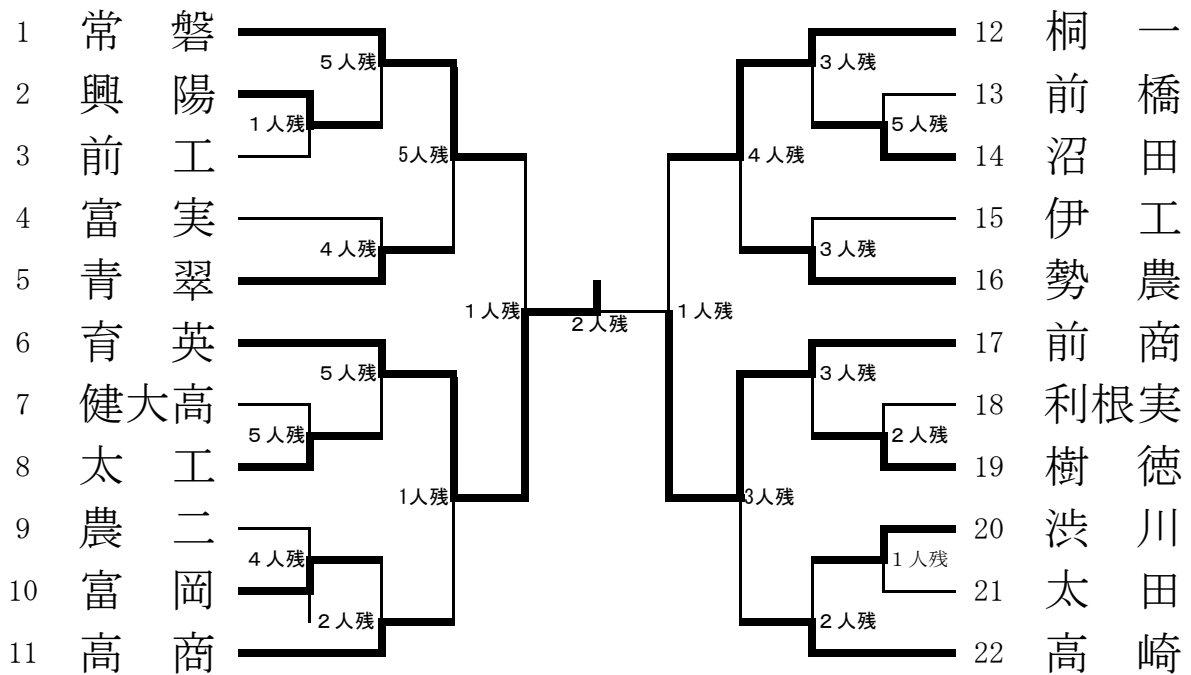 1 常 磐
2 興 陽
3 前 工
4 富 実
5 青 翠
6 育 英
7 健大高
8 太 工
9 農 二
10 富 岡
11 高 商
5人残
1人残
5人残
4人残
1人残
5人残
5人残
1人残
4人残
2人残
2人残
12 桐 一
13 前 橋
14 沼 田
15 伊 工
16 勢 農
17 前 商
18 利根実
19 樹 徳
20 渋 川
21 太 田
22 高 崎
3人残
5人残
4人残
3人残
1人残
3人残
2人残
3人残
1人残
2人残